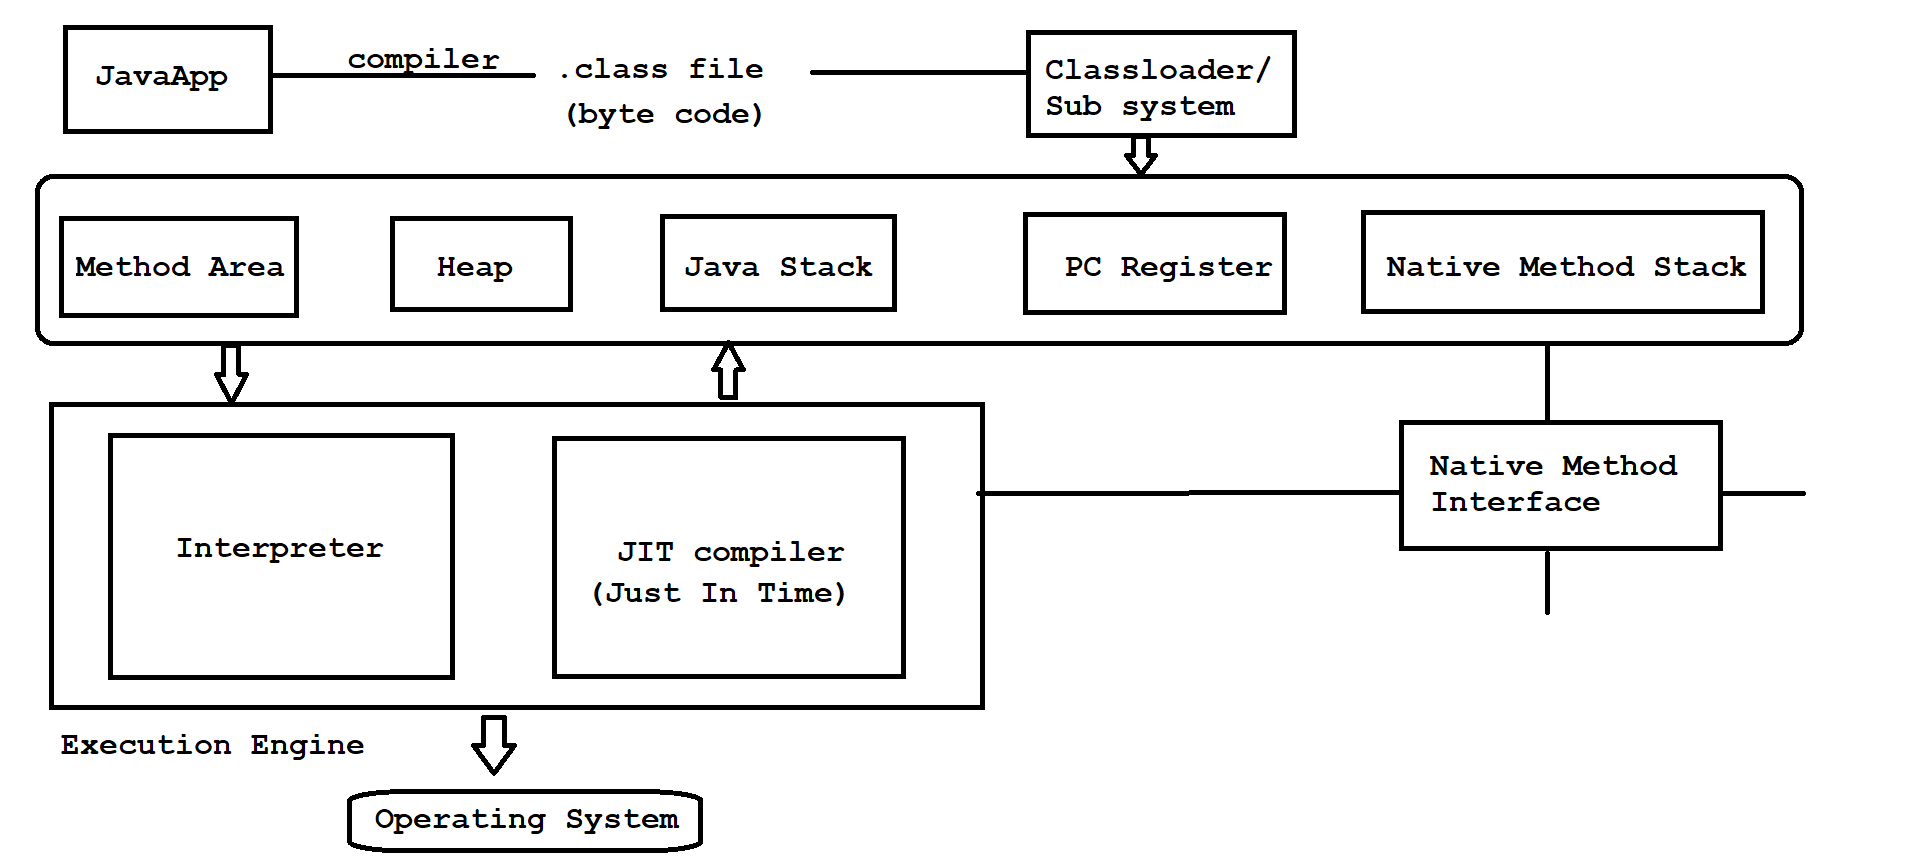 JavaApp
compiler
.class file
(byte code)
Classloader/
Sub system
Method Area
Heap
Java Stack
PC Register
Native Method Stack
Interpreter
JIT compiler
(Just In Time)
Native Method
Interface
Execution Engine
Operating System